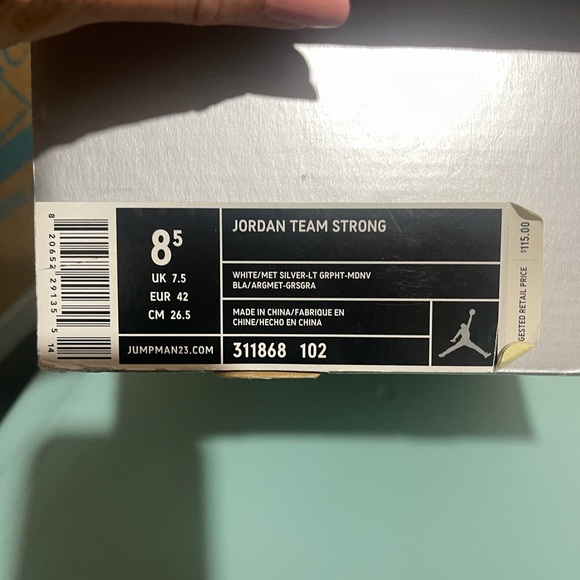 8 20652 29135 5
14
8⁵
UK 7.5
EUR 42
CM 26.5
JUMPMAN23.COM
JORDAN TEAM STRONG
WHITE/MET SILVER-LT GRPHT-MDNV
BLA/ARGMET-GRSGRA
MADE IN CHINA/FABRIQUE EN
CHINE/HECHO EN CHINA
311868 102
GESTED RETAIL PRICE $115.00